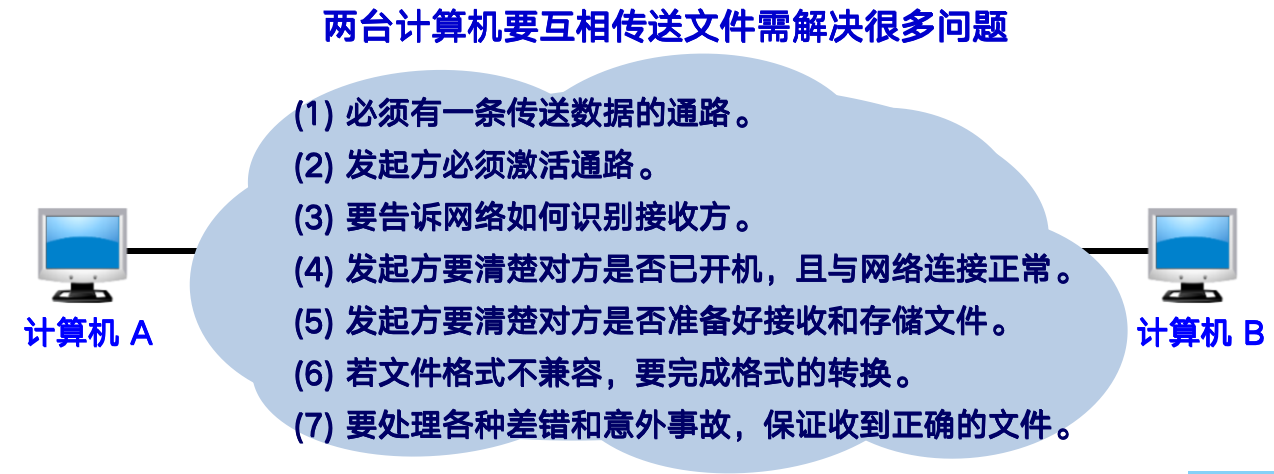 两台计算机要互相传送文件需解决很多问题
(1) 必须有一条传送数据的通路。
(2) 发起方必须激活通路。
(3) 要告诉网络如何识别接收方。
(4) 发起方要清楚对方是否已开机，且与网络连接正常。
(5) 发起方要清楚对方是否准备好接收和存储文件。
(6) 若文件格式不兼容，要完成格式的转换。
(7) 要处理各种差错和意外事故，保证收到正确的文件。
计算机 A
计算机 B